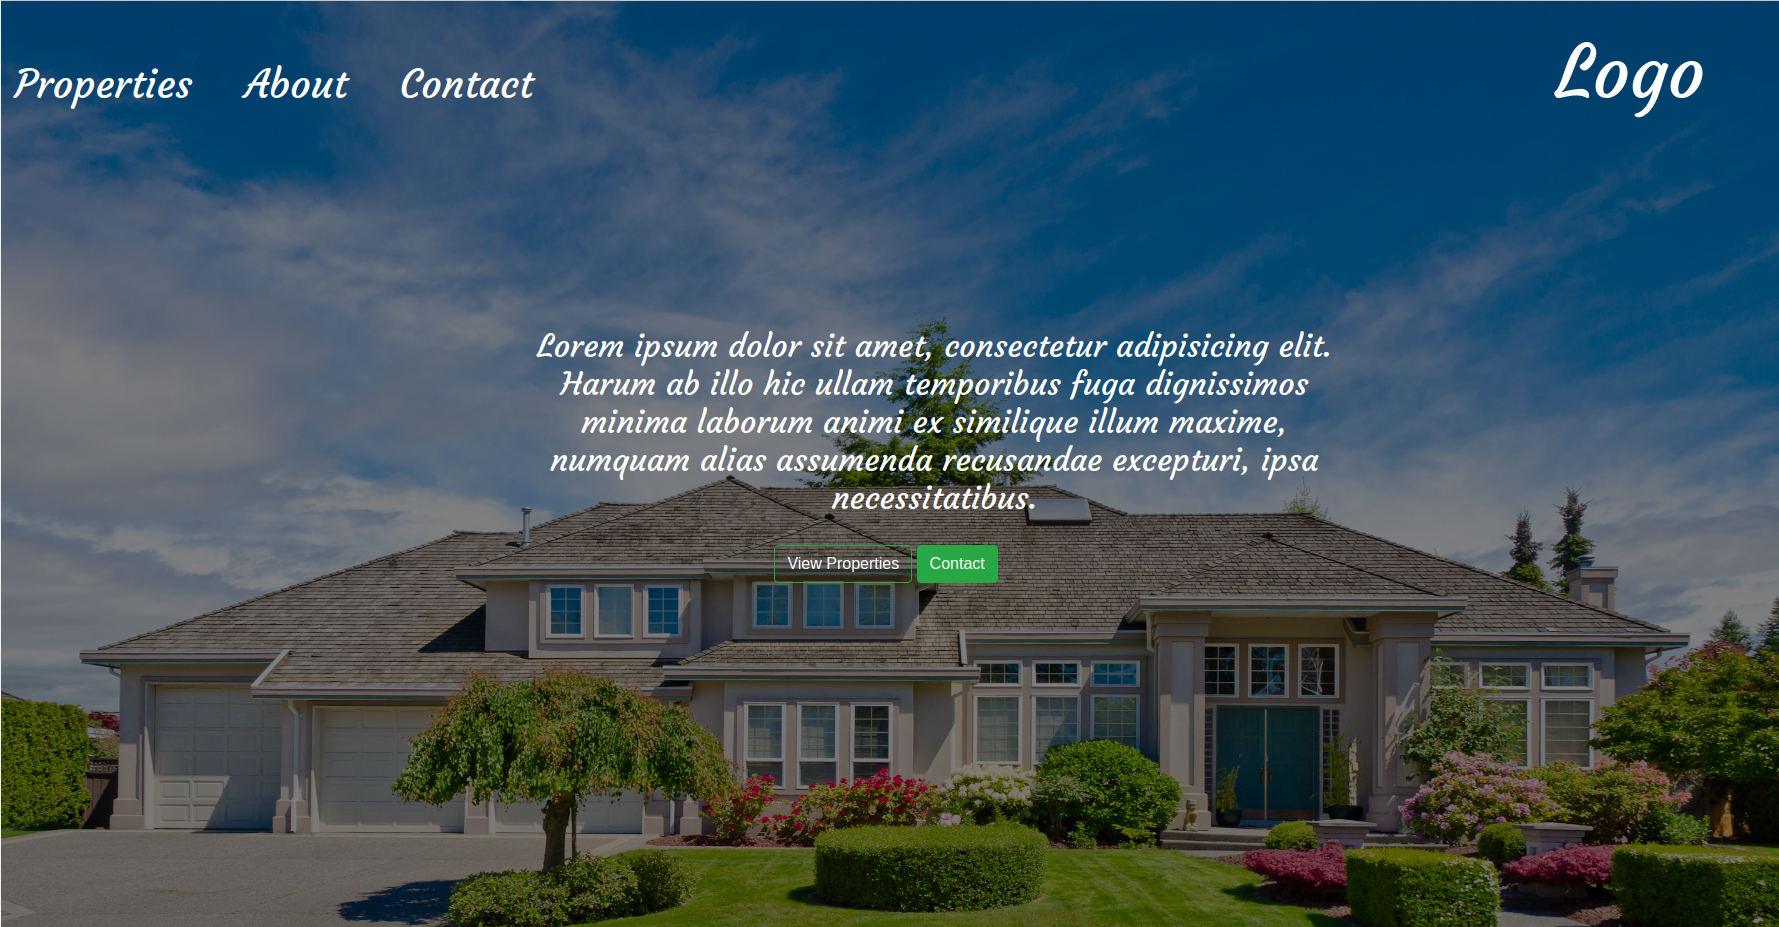 Properties About Contact
Logo
Lorem ipsum dolor sit amet, consectetur adipisicing elit.
Harum ab illo hic ullam temporibus fuga dignissimos
minima laborum animi ex similique illum maxime,
numquam alias assumenda recusandae excepturi, ipsa
necessitatibus.
View Properties Contact